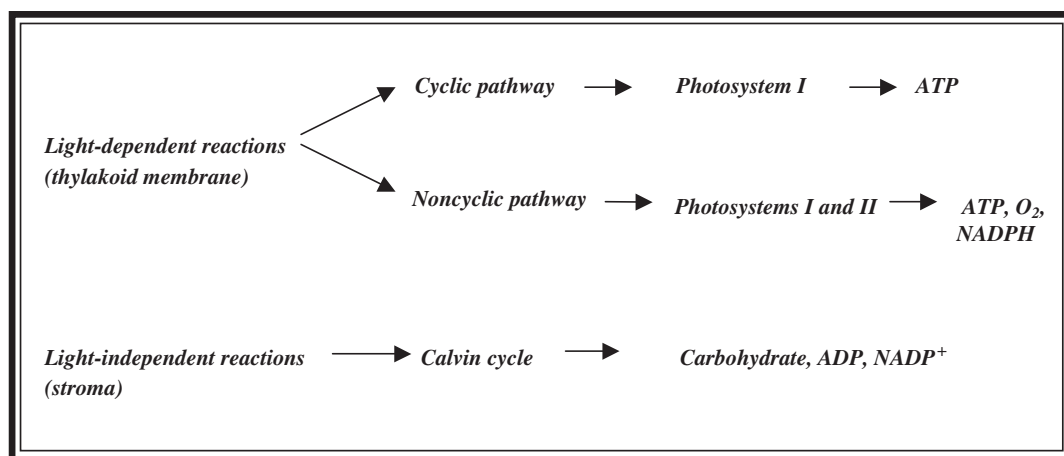 Cyclic pathway Photosystem I ATP
Light-dependent reactions
(thylakoid membrane)
Noncyclic pathway Photosystems I and II ATP, O₂,
NADPH
Light-independent reactions Calvin cycle Carbohydrate, ADP, NADP⁺
(stroma)